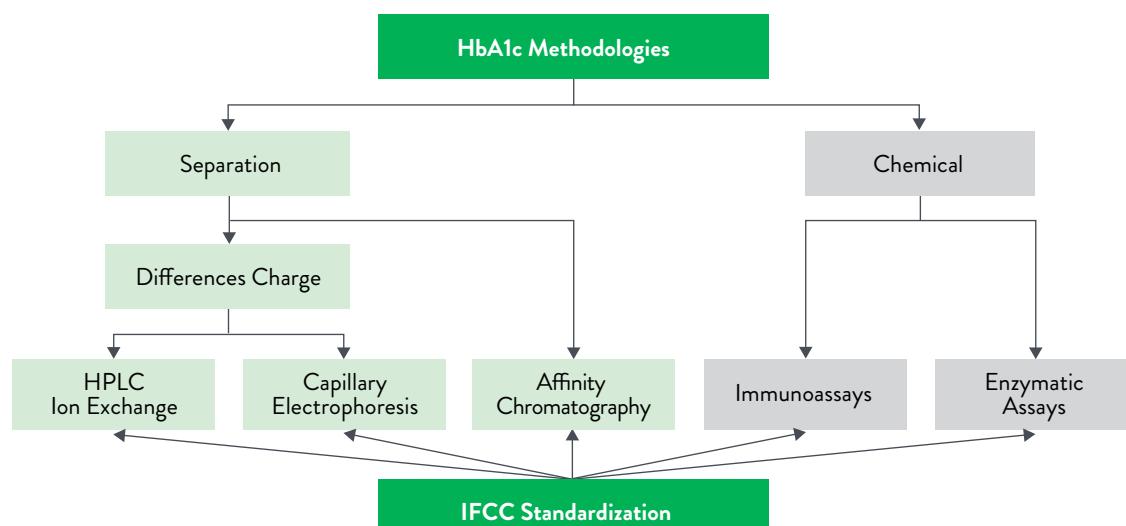 HbA1c Methodologies
Separation
Chemical
Differences Charge
HPLC
Ion Exchange
Capillary
Electrophoresis
Affinity
Chromatography
Immunoassays
Enzymatic
Assays
IFCC Standardization